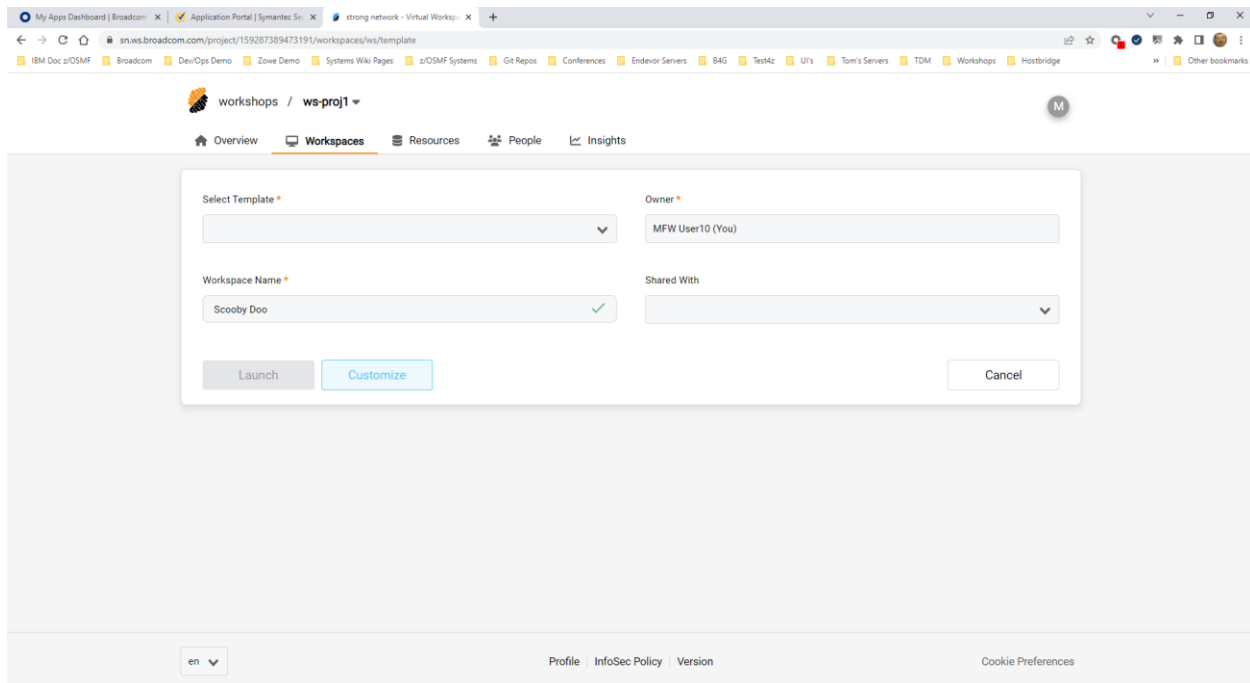 My Apps Dashboard | Broadcom
Application Portal | Symantec Sec
strong network - Virtual Workspa
sn.ws.broadcom.com/project/159287389473191/workspaces/ws/template
IBM Doc z/OSMF Broadcom Dev/Ops Demo Zowe Demo Systems Wiki Pages z/OSMF Systems Git Repos Conferences Endevor Servers B4G Test4z UI's Tom's Servers TDM Workshops Hostbridge » Other bookmarks
workshops / ws-proj1
M
Overview Workspaces Resources People Insights
Select Template * Owner *
MFW User10 (You)
Workspace Name * Shared With
Scooby Doo
Launch Customize Cancel
en Profile InfoSec Policy Version Cookie Preferences